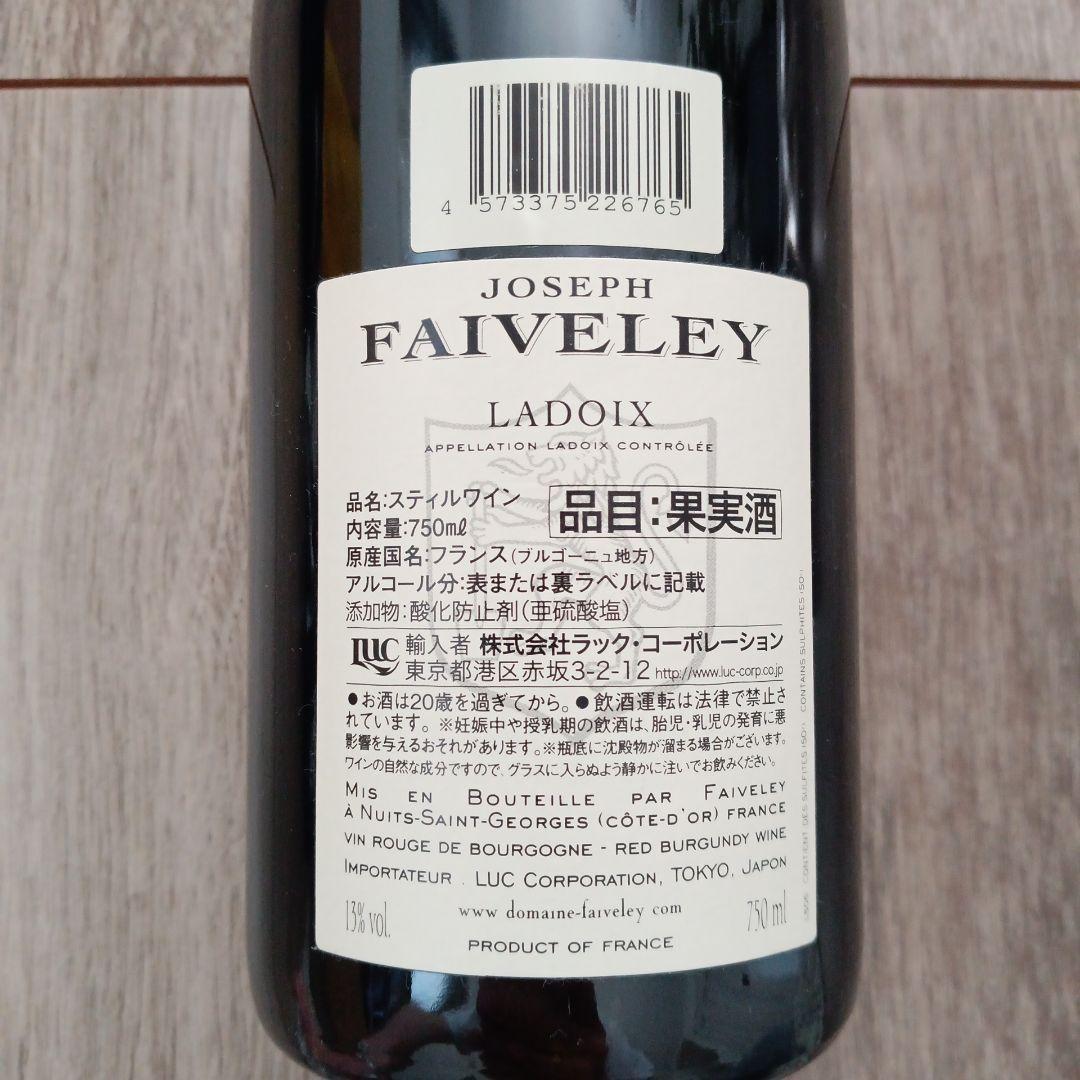 4 573375 226765
JOSEPH
FAIVELEY
LADOIX
APPELLATION LADOIX CONTRÔLÉE
品名:スティルワイン
品目:果実酒
内容量:750mℓ
原産国名:フランス(ブルゴーニュ地方)
アルコール分:表または裏ラベルに記載
添加物:酸化防止剤(亜硫酸塩)
LUC 輸入者 株式会社ラック・コーポレーション
東京都港区赤坂3-2-12 http://www.luc-corp.co.jp
●お酒は20歳を過ぎてから。●飲酒運転は法律で禁止さ
れています。※妊娠中や授乳期の飲酒は、胎児・乳児の発育に悪
影響を与えるおそれがあります。※瓶底に沈殿物が溜まる場合がございます。
ワインの自然な成分ですので、グラスに入らぬよう静かに注いでお飲みください。
MIS EN BOUTEILLE PAR FAIVELEY
À NUITS-SAINT-GEORGES (CÔTE-D'OR) FRANCE
VIN ROUGE DE BOURGOGNE - RED BURGUNDY WINE
IMPORTATEUR . LUC CORPORATION, TOKYO, JAPON
13% vol.
www domaine-faiveley com
750 ml
PRODUCT OF FRANCE
CONTIENT DES SULFITES CONTAINS SULPHITES